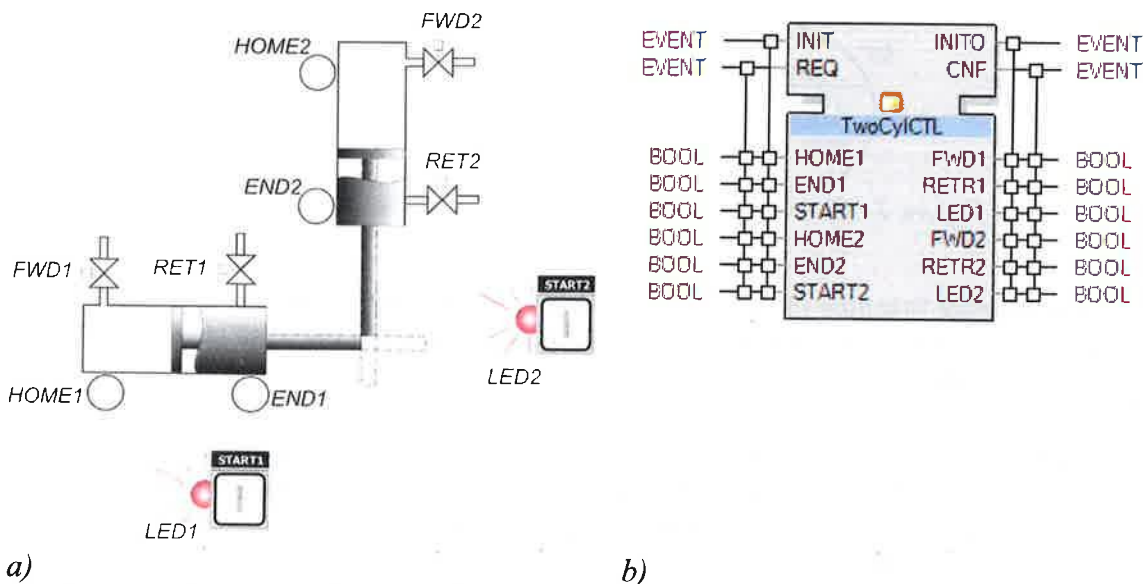 FWD2
HOME2
RET2
END2
FWD1
RET1
START2
LED2
HOME1
END1
START1
LED1
a)
EVENT INIT INITO EVENT
EVENT REQ CNF EVENT
TwoCylCTL
BOOL HOME1 FWD1 BOOL
BOOL END1 RETR1 BOOL
BOOL START1 LED1 BOOL
BOOL HOME2 FWD2 BOOL
BOOL END2 RETR2 BOOL
BOOL START2 LED2 BOOL
b)